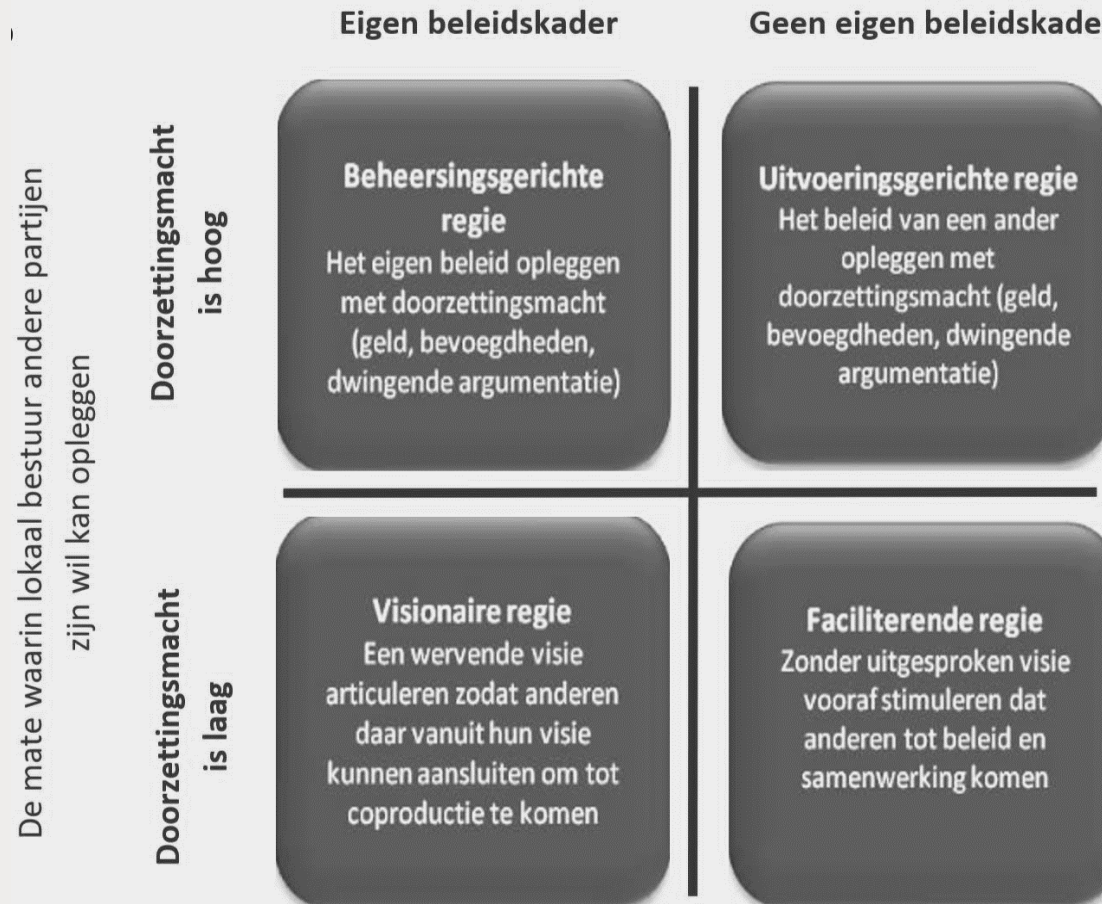 Eigen beleidskader
Geen eigen beleidskade
De mate waarin lokaal bestuur andere partijen
zijn wil kan opleggen
Doorzettingsmacht
is hoog
Beheersingsgerichte
regie
Het eigen beleid opleggen
met doorzettingsmacht
(geld, bevoegdheden,
dwingende argumentatie)
Uitvoeringsgerichte regie
Het beleid van een ander
opleggen met
doorzettingsmacht (geld,
bevoegdheden, dwingende
argumentatie)
Doorzettingsmacht
is laag
Visionaire regie
Een wervende visie
articuleren zodat anderen
daar vanuit hun visie
kunnen aansluiten om tot
coproductie te komen
Faciliterende regie
Zonder uitgesproken visie
vooraf stimuleren dat
anderen tot beleid en
samenwerking komen